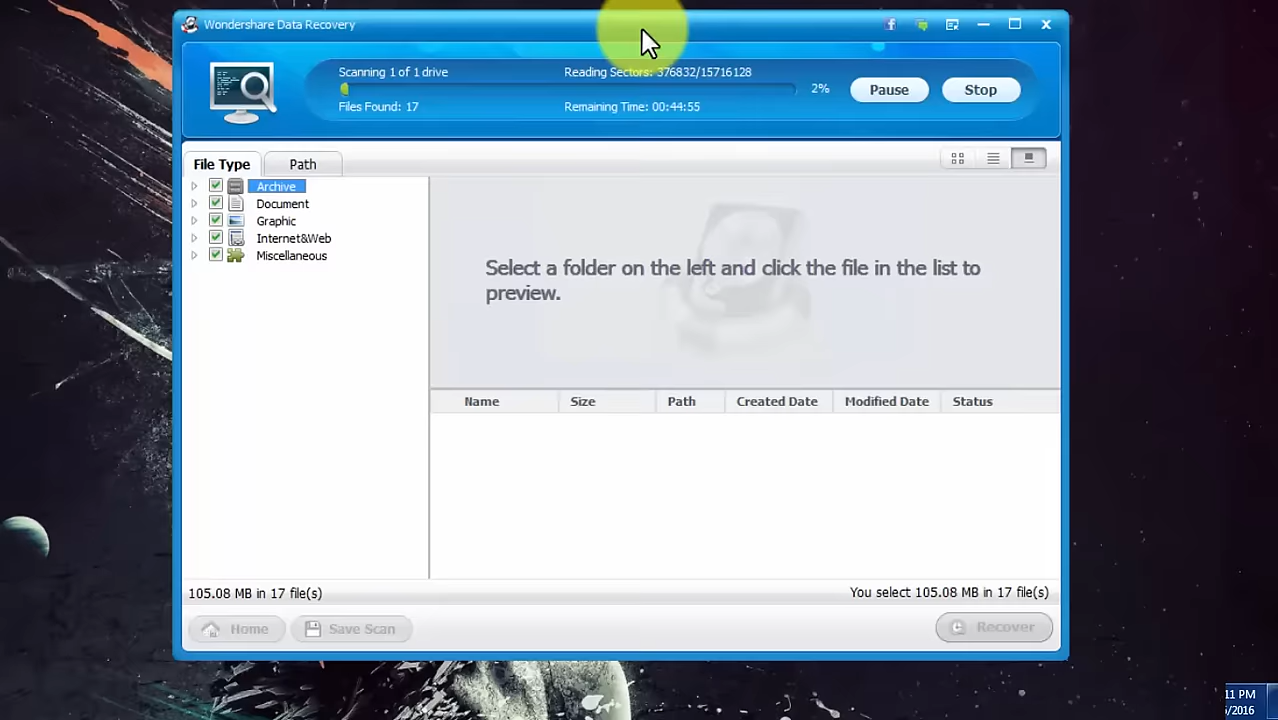 Wondershare Data Recovery
Scanning 1 of 1 drive
Reading Sectors: 376832/15716128
2%
Pause
Stop
Files Found: 17
Remaining Time: 00:44:55
File Type
Path
Archive
Document
Graphic
Internet&Web
Miscellaneous
Select a folder on the left and click the file in the list to
preview.
Name Size Path Created Date Modified Date Status
105.08 MB in 17 file(s)
You select 105.08 MB in 17 file(s)
Home
Save Scan
Recover
11 PM
/2016